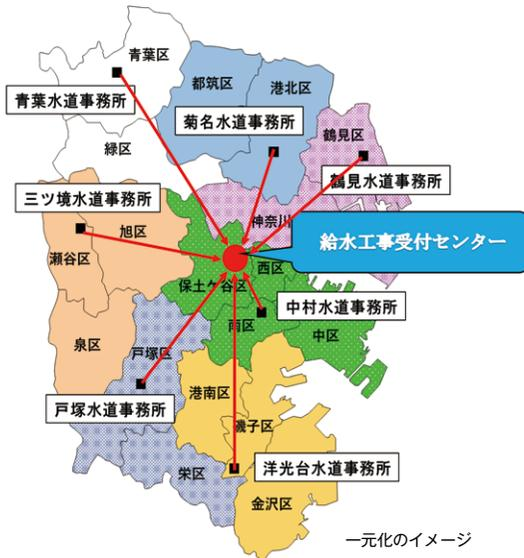 青葉区
都筑区
港北区
青葉水道事務所
菊名水道事務所
鶴見区
緑区
鶴見水道事務所
三ツ境水道事務所
神奈川
旭区
給水工事受付センター
瀬谷区
西区
保土ケ谷区
中村水道事務所
南区
中区
泉区
戸塚区
港南区
戸塚水道事務所
磯子区
栄区
洋光台水道事務所
金沢区
一元化のイメージ